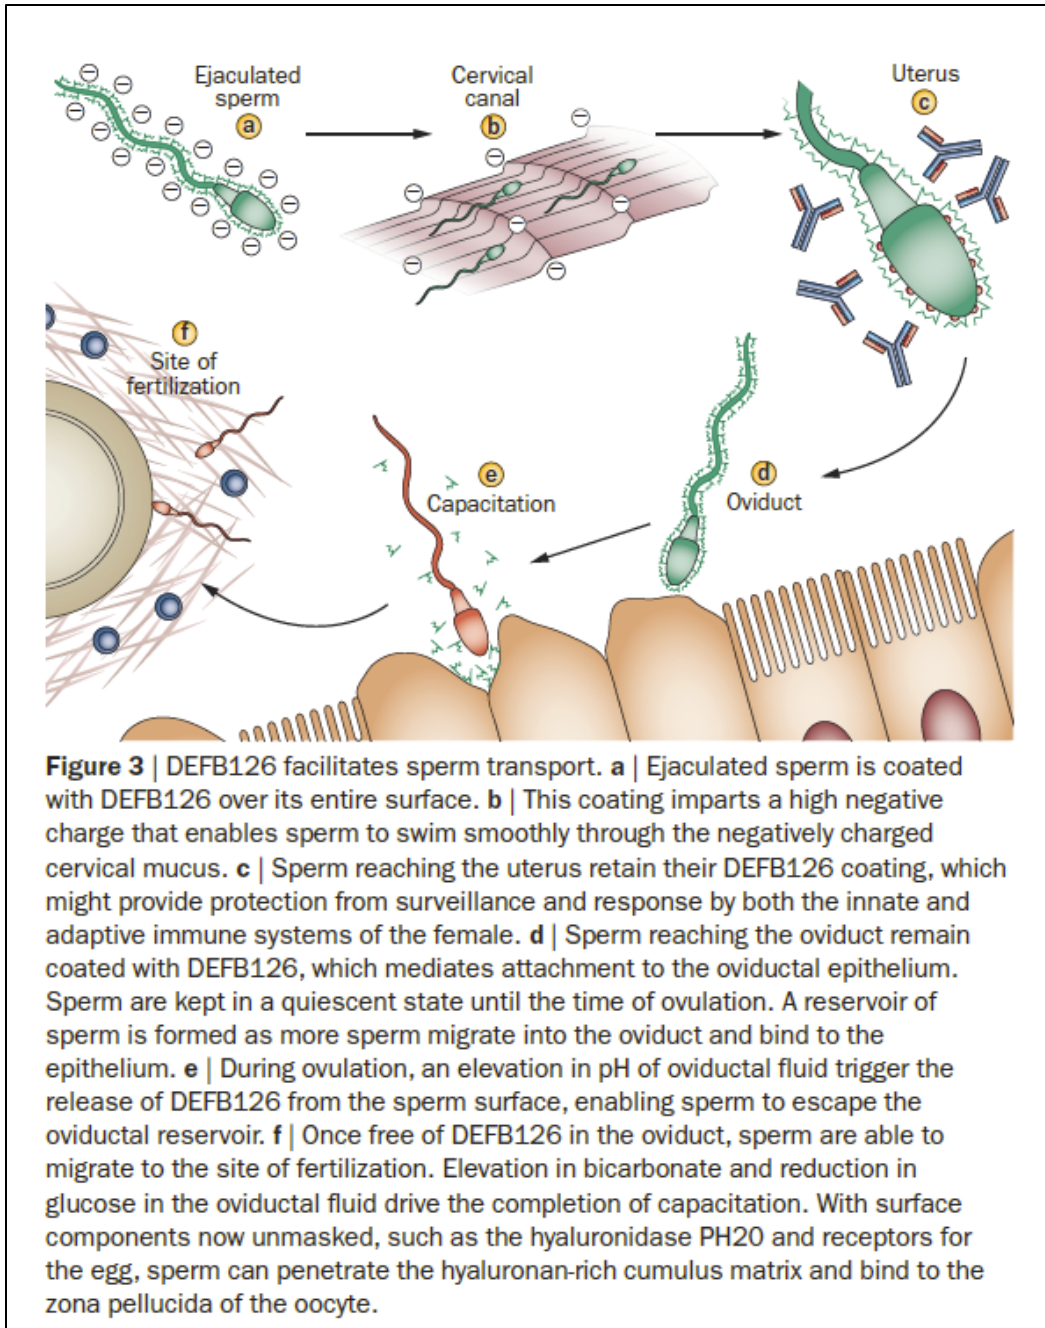 Ejaculated
sperm
a
Cervical
canal
b
Uterus
c
f
Site of
fertilization
e
Capacitation
d
Oviduct
Figure 3 | DEFB126 facilitates sperm transport. a | Ejaculated sperm is coated
with DEFB126 over its entire surface. b | This coating imparts a high negative
charge that enables sperm to swim smoothly through the negatively charged
cervical mucus. c | Sperm reaching the uterus retain their DEFB126 coating, which
might provide protection from surveillance and response by both the innate and
adaptive immune systems of the female. d | Sperm reaching the oviduct remain
coated with DEFB126, which mediates attachment to the oviductal epithelium.
Sperm are kept in a quiescent state until the time of ovulation. A reservoir of
sperm is formed as more sperm migrate into the oviduct and bind to the
epithelium. e | During ovulation, an elevation in pH of oviductal fluid trigger the
release of DEFB126 from the sperm surface, enabling sperm to escape the
oviductal reservoir. f | Once free of DEFB126 in the oviduct, sperm are able to
migrate to the site of fertilization. Elevation in bicarbonate and reduction in
glucose in the oviductal fluid drive the completion of capacitation. With surface
components now unmasked, such as the hyaluronidase PH20 and receptors for
the egg, sperm can penetrate the hyaluronan-rich cumulus matrix and bind to the
zona pellucida of the oocyte.